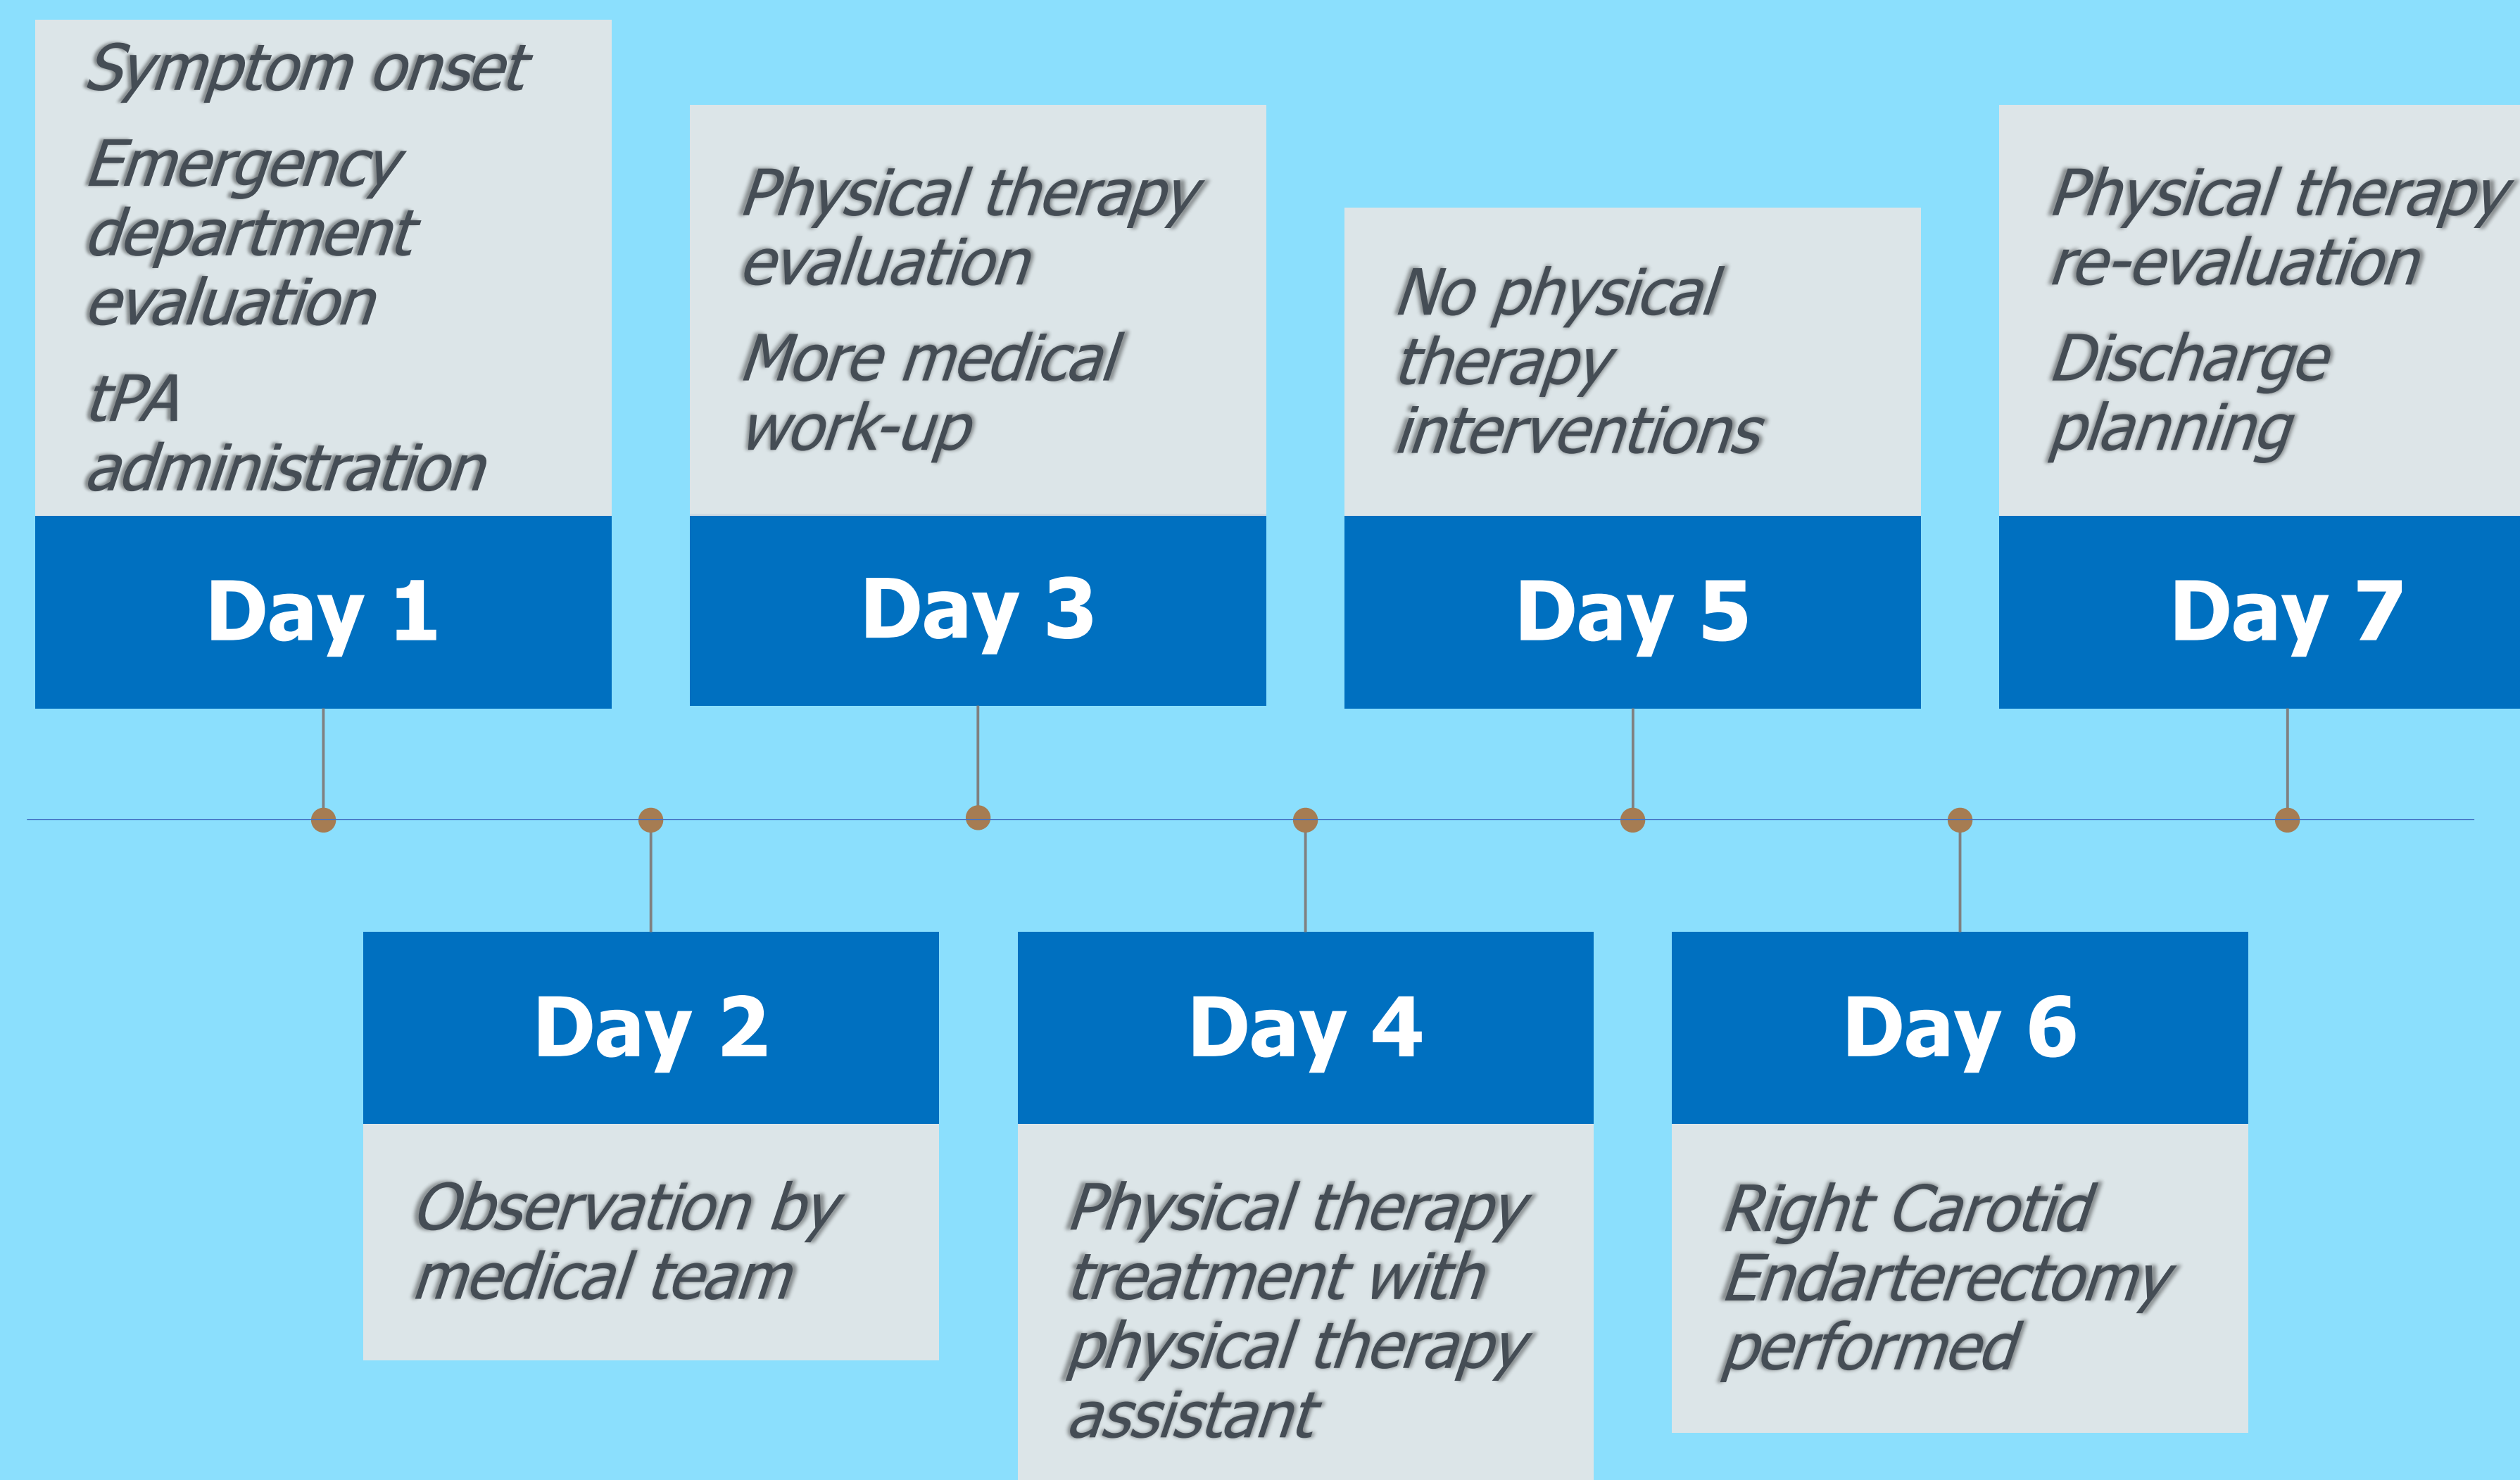 Symptom onset
Emergency
department
evaluation
tPA
administration
Day 1
Observation by
medical team
Day 2
Physical therapy
evaluation
More medical
work-up
Day 3
Day 4
Physical therapy
treatment with
physical therapy
assistant
No physical
therapy
interventions
Day 5
Day 6
Right Carotid
Endarterectomy
performed
Physical therapy
re-evaluation
Discharge
planning
Day 7